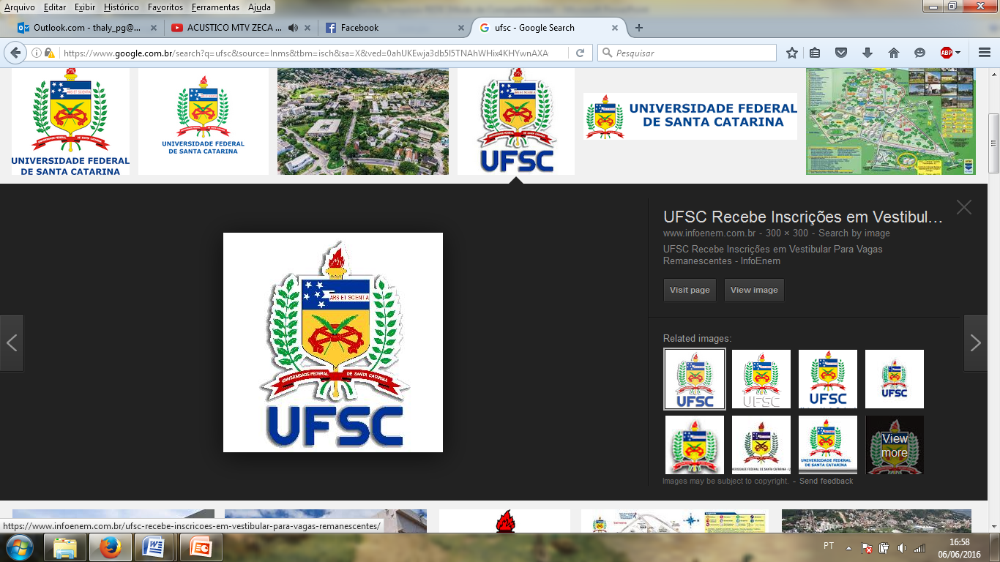 Arquivo Editar Exibir Histórico Favoritos Ferramentas Ajuda
Outlook.com - thaly_pg@...
ACUSTICO MTV ZECA ...
Facebook
ufsc - Google Search
https://www.google.com.br/search?q=ufsc&source=lnms&tbm=isch&sa=X&ved=
Pesquisar
ABP
ARS ET SCIENTIA
UNIVERSIDADE FEDERAL
DE SANTA CATARINA
UNIVERSIDADE FEDERAL
DE SANTA CATARINA
UFSC
UNIVERSIDADE FEDERAL
DE SANTA CATARINA
ARS ET SCIENTIA
UNIVERSIDADE FEDERAL DE SANTA CATARINA
UFSC
UFSC Recebe Inscrições em Vestibul...
www.infoenem.com.br - 300 × 300 - Search by image
UFSC Recebe Inscrições em Vestibular Para Vagas
Remanescentes - InfoEnem
Visit page
View image
Related images:
UFSC
UFSC
UFSC
UFSC
UNIVERSIDADE FEDERAL
DE SANTA CATARINA
View
more
Images may be subject to copyright. - Send feedback
https://www.infoenem.com.br/ufsc-recebe-inscricoes-em-vestibular-para-vagas-remanescentes/
PT
16:58
06/06/2016